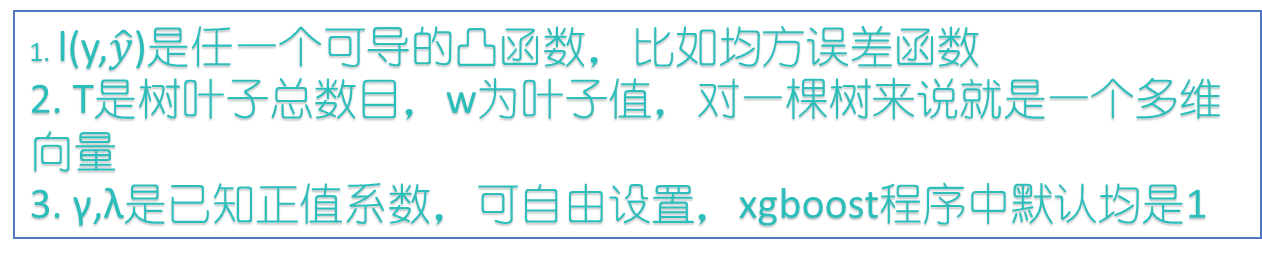 1. l(y,ŷ)是任一个可导的凸函数，比如均方误差函数
2. T是树叶子总数目，w为叶子值，对一棵树来说就是一个多维
向量
3. γ,λ是已知正值系数，可自由设置，xgboost程序中默认均是1